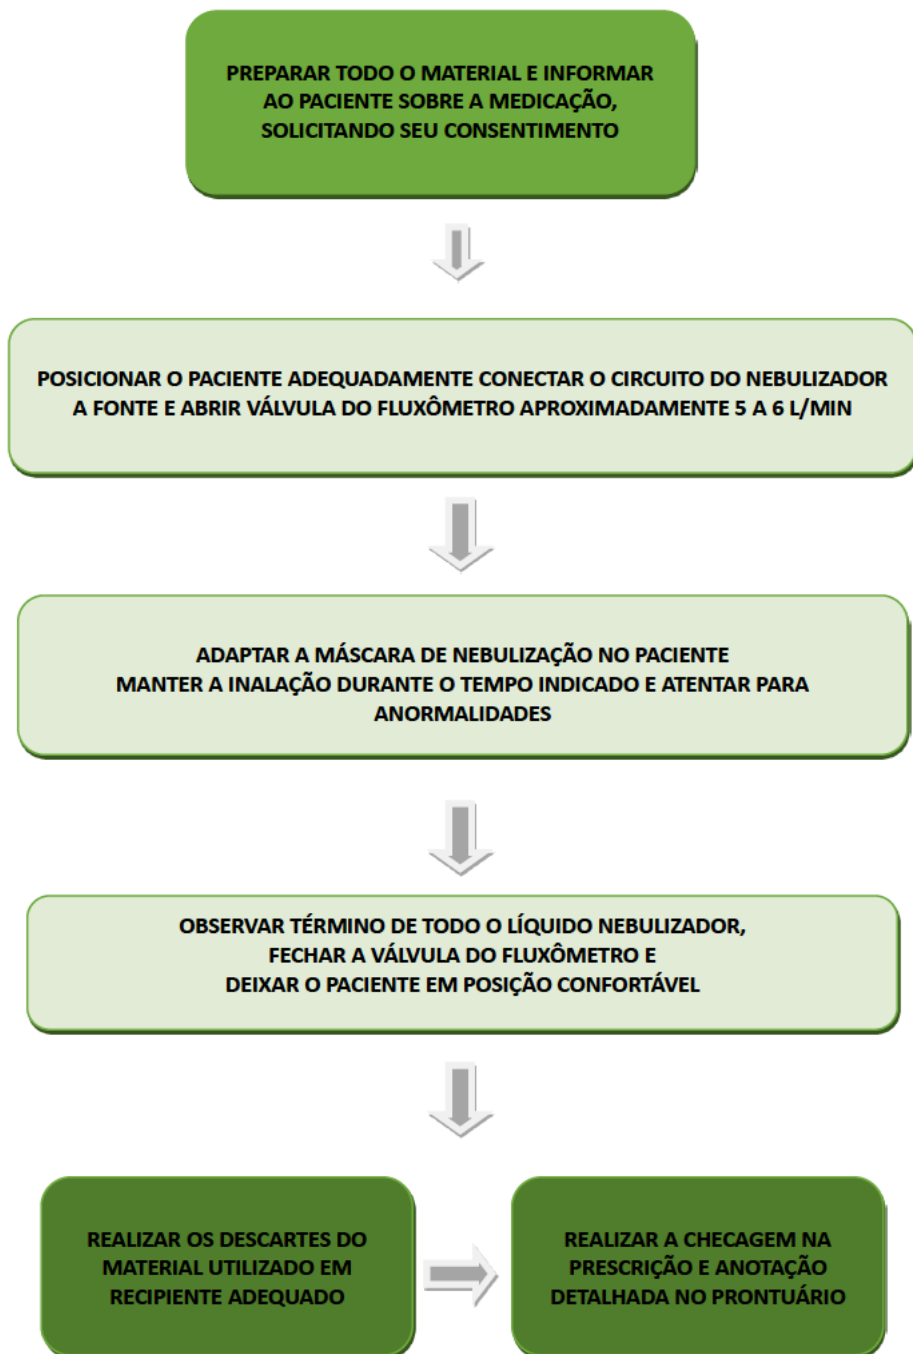 PREPARAR TODO O MATERIAL E INFORMAR
AO PACIENTE SOBRE A MEDICAÇÃO,
SOLICITANDO SEU CONSENTIMENTO
POSICIONAR O PACIENTE ADEQUADAMENTE CONECTAR O CIRCUITO DO NEBULIZADOR
A FONTE E ABRIR VÁLVULA DO FLUXÔMETRO APROXIMADAMENTE 5 A 6 L/MIN
ADAPTAR A MÁSCARA DE NEBULIZAÇÃO NO PACIENTE
MANTER A INALAÇÃO DURANTE O TEMPO INDICADO E ATENTAR PARA
ANORMALIDADES
OBSERVAR TÉRMINO DE TODO O LÍQUIDO NEBULIZADOR,
FECHAR A VÁLVULA DO FLUXÔMETRO E
DEIXAR O PACIENTE EM POSIÇÃO CONFORTÁVEL
REALIZAR OS DESCARTES DO
MATERIAL UTILIZADO EM
RECIPIENTE ADEQUADO
REALIZAR A CHECAGEM NA
PRESCRIÇÃO E ANOTAÇÃO
DETALHADA NO PRONTUÁRIO